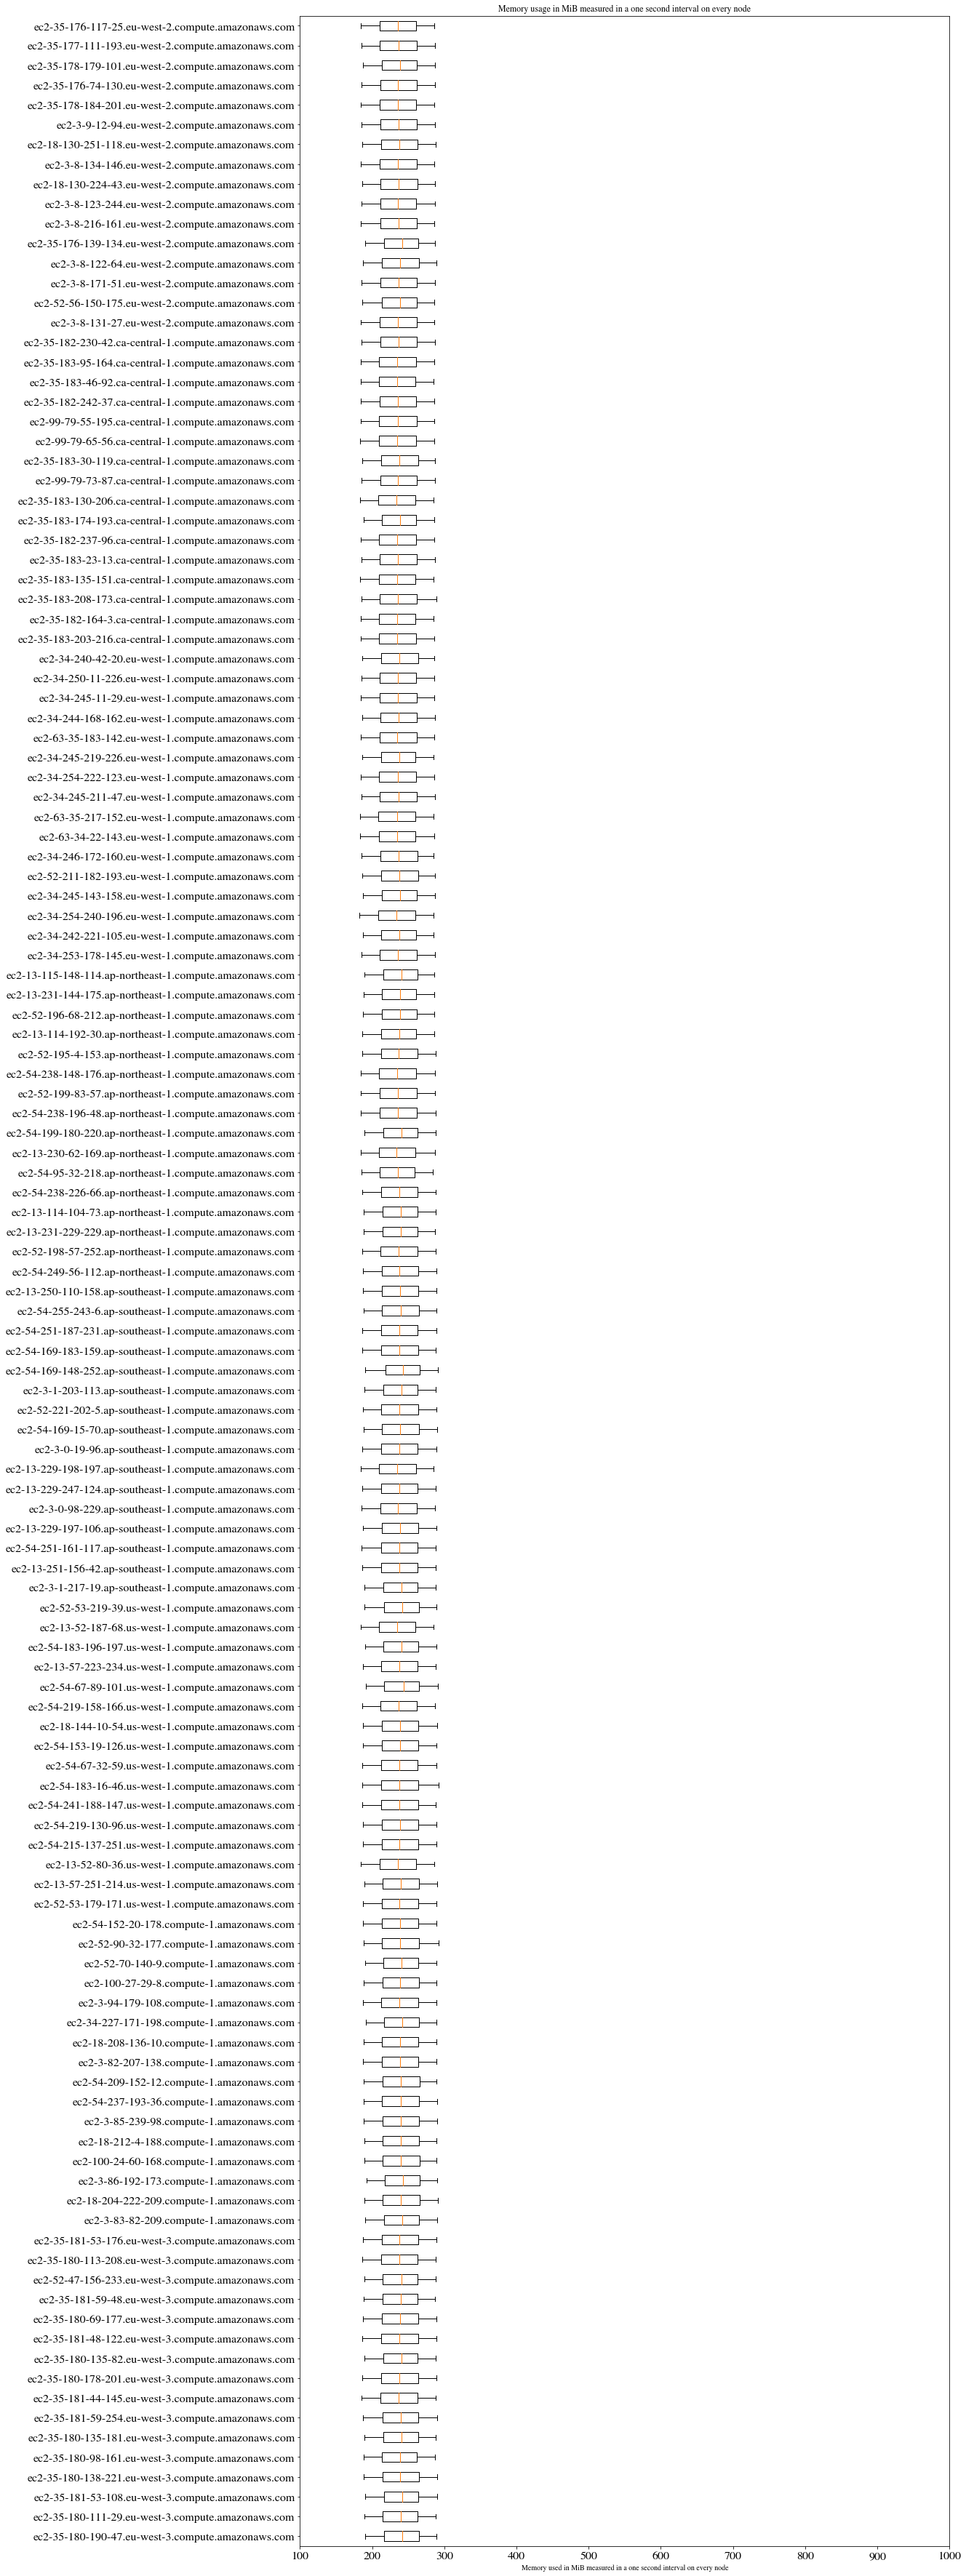 Memory usage in MiB measured in a one second interval on every node
ec2-35-176-117-25.eu-west-2.compute.amazonaws.com
ec2-35-177-111-193.eu-west-2.compute.amazonaws.com
ec2-35-178-179-101.eu-west-2.compute.amazonaws.com
ec2-35-176-74-130.eu-west-2.compute.amazonaws.com
ec2-35-178-184-201.eu-west-2.compute.amazonaws.com
ec2-3-9-12-94.eu-west-2.compute.amazonaws.com
ec2-18-130-251-118.eu-west-2.compute.amazonaws.com
ec2-3-8-134-146.eu-west-2.compute.amazonaws.com
ec2-18-130-224-43.eu-west-2.compute.amazonaws.com
ec2-3-8-123-244.eu-west-2.compute.amazonaws.com
ec2-3-8-216-161.eu-west-2.compute.amazonaws.com
ec2-35-176-139-134.eu-west-2.compute.amazonaws.com
ec2-3-8-122-64.eu-west-2.compute.amazonaws.com
ec2-3-8-171-51.eu-west-2.compute.amazonaws.com
ec2-52-56-150-175.eu-west-2.compute.amazonaws.com
ec2-3-8-131-27.eu-west-2.compute.amazonaws.com
ec2-35-182-230-42.ca-central-1.compute.amazonaws.com
ec2-35-183-95-164.ca-central-1.compute.amazonaws.com
ec2-35-183-46-92.ca-central-1.compute.amazonaws.com
ec2-35-182-242-37.ca-central-1.compute.amazonaws.com
ec2-99-79-55-195.ca-central-1.compute.amazonaws.com
ec2-99-79-65-56.ca-central-1.compute.amazonaws.com
ec2-35-183-30-119.ca-central-1.compute.amazonaws.com
ec2-99-79-73-87.ca-central-1.compute.amazonaws.com
ec2-35-183-130-206.ca-central-1.compute.amazonaws.com
ec2-35-183-174-193.ca-central-1.compute.amazonaws.com
ec2-35-182-237-96.ca-central-1.compute.amazonaws.com
ec2-35-183-23-13.ca-central-1.compute.amazonaws.com
ec2-35-183-135-151.ca-central-1.compute.amazonaws.com
ec2-35-183-208-173.ca-central-1.compute.amazonaws.com
ec2-35-182-164-3.ca-central-1.compute.amazonaws.com
ec2-35-183-203-216.ca-central-1.compute.amazonaws.com
ec2-34-240-42-20.eu-west-1.compute.amazonaws.com
ec2-34-250-11-226.eu-west-1.compute.amazonaws.com
ec2-34-245-11-29.eu-west-1.compute.amazonaws.com
ec2-34-244-168-162.eu-west-1.compute.amazonaws.com
ec2-63-35-183-142.eu-west-1.compute.amazonaws.com
ec2-34-245-219-226.eu-west-1.compute.amazonaws.com
ec2-34-254-222-123.eu-west-1.compute.amazonaws.com
ec2-34-245-211-47.eu-west-1.compute.amazonaws.com
ec2-63-35-217-152.eu-west-1.compute.amazonaws.com
ec2-63-34-22-143.eu-west-1.compute.amazonaws.com
ec2-34-246-172-160.eu-west-1.compute.amazonaws.com
ec2-52-211-182-193.eu-west-1.compute.amazonaws.com
ec2-34-245-143-158.eu-west-1.compute.amazonaws.com
ec2-34-254-240-196.eu-west-1.compute.amazonaws.com
ec2-34-242-221-105.eu-west-1.compute.amazonaws.com
ec2-34-253-178-145.eu-west-1.compute.amazonaws.com
ec2-13-115-148-114.ap-northeast-1.compute.amazonaws.com
ec2-13-231-144-175.ap-northeast-1.compute.amazonaws.com
ec2-52-196-68-212.ap-northeast-1.compute.amazonaws.com
ec2-13-114-192-30.ap-northeast-1.compute.amazonaws.com
ec2-52-195-4-153.ap-northeast-1.compute.amazonaws.com
ec2-54-238-148-176.ap-northeast-1.compute.amazonaws.com
ec2-52-199-83-57.ap-northeast-1.compute.amazonaws.com
ec2-54-238-196-48.ap-northeast-1.compute.amazonaws.com
ec2-54-199-180-220.ap-northeast-1.compute.amazonaws.com
ec2-13-230-62-169.ap-northeast-1.compute.amazonaws.com
ec2-54-95-32-218.ap-northeast-1.compute.amazonaws.com
ec2-54-238-226-66.ap-northeast-1.compute.amazonaws.com
ec2-13-114-104-73.ap-northeast-1.compute.amazonaws.com
ec2-13-231-229-229.ap-northeast-1.compute.amazonaws.com
ec2-52-198-57-252.ap-northeast-1.compute.amazonaws.com
ec2-54-249-56-112.ap-northeast-1.compute.amazonaws.com
ec2-13-250-110-158.ap-southeast-1.compute.amazonaws.com
ec2-54-255-243-6.ap-southeast-1.compute.amazonaws.com
ec2-54-251-187-231.ap-southeast-1.compute.amazonaws.com
ec2-54-169-183-159.ap-southeast-1.compute.amazonaws.com
ec2-54-169-148-252.ap-southeast-1.compute.amazonaws.com
ec2-3-1-203-113.ap-southeast-1.compute.amazonaws.com
ec2-52-221-202-5.ap-southeast-1.compute.amazonaws.com
ec2-54-169-15-70.ap-southeast-1.compute.amazonaws.com
ec2-3-0-19-96.ap-southeast-1.compute.amazonaws.com
ec2-13-229-198-197.ap-southeast-1.compute.amazonaws.com
ec2-13-229-247-124.ap-southeast-1.compute.amazonaws.com
ec2-3-0-98-229.ap-southeast-1.compute.amazonaws.com
ec2-13-229-197-106.ap-southeast-1.compute.amazonaws.com
ec2-54-251-161-117.ap-southeast-1.compute.amazonaws.com
ec2-13-251-156-42.ap-southeast-1.compute.amazonaws.com
ec2-3-1-217-19.ap-southeast-1.compute.amazonaws.com
ec2-52-53-219-39.us-west-1.compute.amazonaws.com
ec2-13-52-187-68.us-west-1.compute.amazonaws.com
ec2-54-183-196-197.us-west-1.compute.amazonaws.com
ec2-13-57-223-234.us-west-1.compute.amazonaws.com
ec2-54-67-89-101.us-west-1.compute.amazonaws.com
ec2-54-219-158-166.us-west-1.compute.amazonaws.com
ec2-18-144-10-54.us-west-1.compute.amazonaws.com
ec2-54-153-19-126.us-west-1.compute.amazonaws.com
ec2-54-67-32-59.us-west-1.compute.amazonaws.com
ec2-54-183-16-46.us-west-1.compute.amazonaws.com
ec2-54-241-188-147.us-west-1.compute.amazonaws.com
ec2-54-219-130-96.us-west-1.compute.amazonaws.com
ec2-54-215-137-251.us-west-1.compute.amazonaws.com
ec2-13-52-80-36.us-west-1.compute.amazonaws.com
ec2-13-57-251-214.us-west-1.compute.amazonaws.com
ec2-52-53-179-171.us-west-1.compute.amazonaws.com
ec2-54-152-20-178.compute-1.amazonaws.com
ec2-52-90-32-177.compute-1.amazonaws.com
ec2-52-70-140-9.compute-1.amazonaws.com
ec2-100-27-29-8.compute-1.amazonaws.com
ec2-3-94-179-108.compute-1.amazonaws.com
ec2-34-227-171-198.compute-1.amazonaws.com
ec2-18-208-136-10.compute-1.amazonaws.com
ec2-3-82-207-138.compute-1.amazonaws.com
ec2-54-209-152-12.compute-1.amazonaws.com
ec2-54-237-193-36.compute-1.amazonaws.com
ec2-3-85-239-98.compute-1.amazonaws.com
ec2-18-212-4-188.compute-1.amazonaws.com
ec2-100-24-60-168.compute-1.amazonaws.com
ec2-3-86-192-173.compute-1.amazonaws.com
ec2-18-204-222-209.compute-1.amazonaws.com
ec2-3-83-82-209.compute-1.amazonaws.com
ec2-35-181-53-176.eu-west-3.compute.amazonaws.com
ec2-35-180-113-208.eu-west-3.compute.amazonaws.com
ec2-52-47-156-233.eu-west-3.compute.amazonaws.com
ec2-35-181-59-48.eu-west-3.compute.amazonaws.com
ec2-35-180-69-177.eu-west-3.compute.amazonaws.com
ec2-35-181-48-122.eu-west-3.compute.amazonaws.com
ec2-35-180-135-82.eu-west-3.compute.amazonaws.com
ec2-35-180-178-201.eu-west-3.compute.amazonaws.com
ec2-35-181-44-145.eu-west-3.compute.amazonaws.com
ec2-35-181-59-254.eu-west-3.compute.amazonaws.com
ec2-35-180-135-181.eu-west-3.compute.amazonaws.com
ec2-35-180-98-161.eu-west-3.compute.amazonaws.com
ec2-35-180-138-221.eu-west-3.compute.amazonaws.com
ec2-35-181-53-108.eu-west-3.compute.amazonaws.com
ec2-35-180-111-29.eu-west-3.compute.amazonaws.com
ec2-35-180-190-47.eu-west-3.compute.amazonaws.com
100 200 300 400 500 600 700 800 900 1000
Memory used in MiB measured in a one second interval on every node